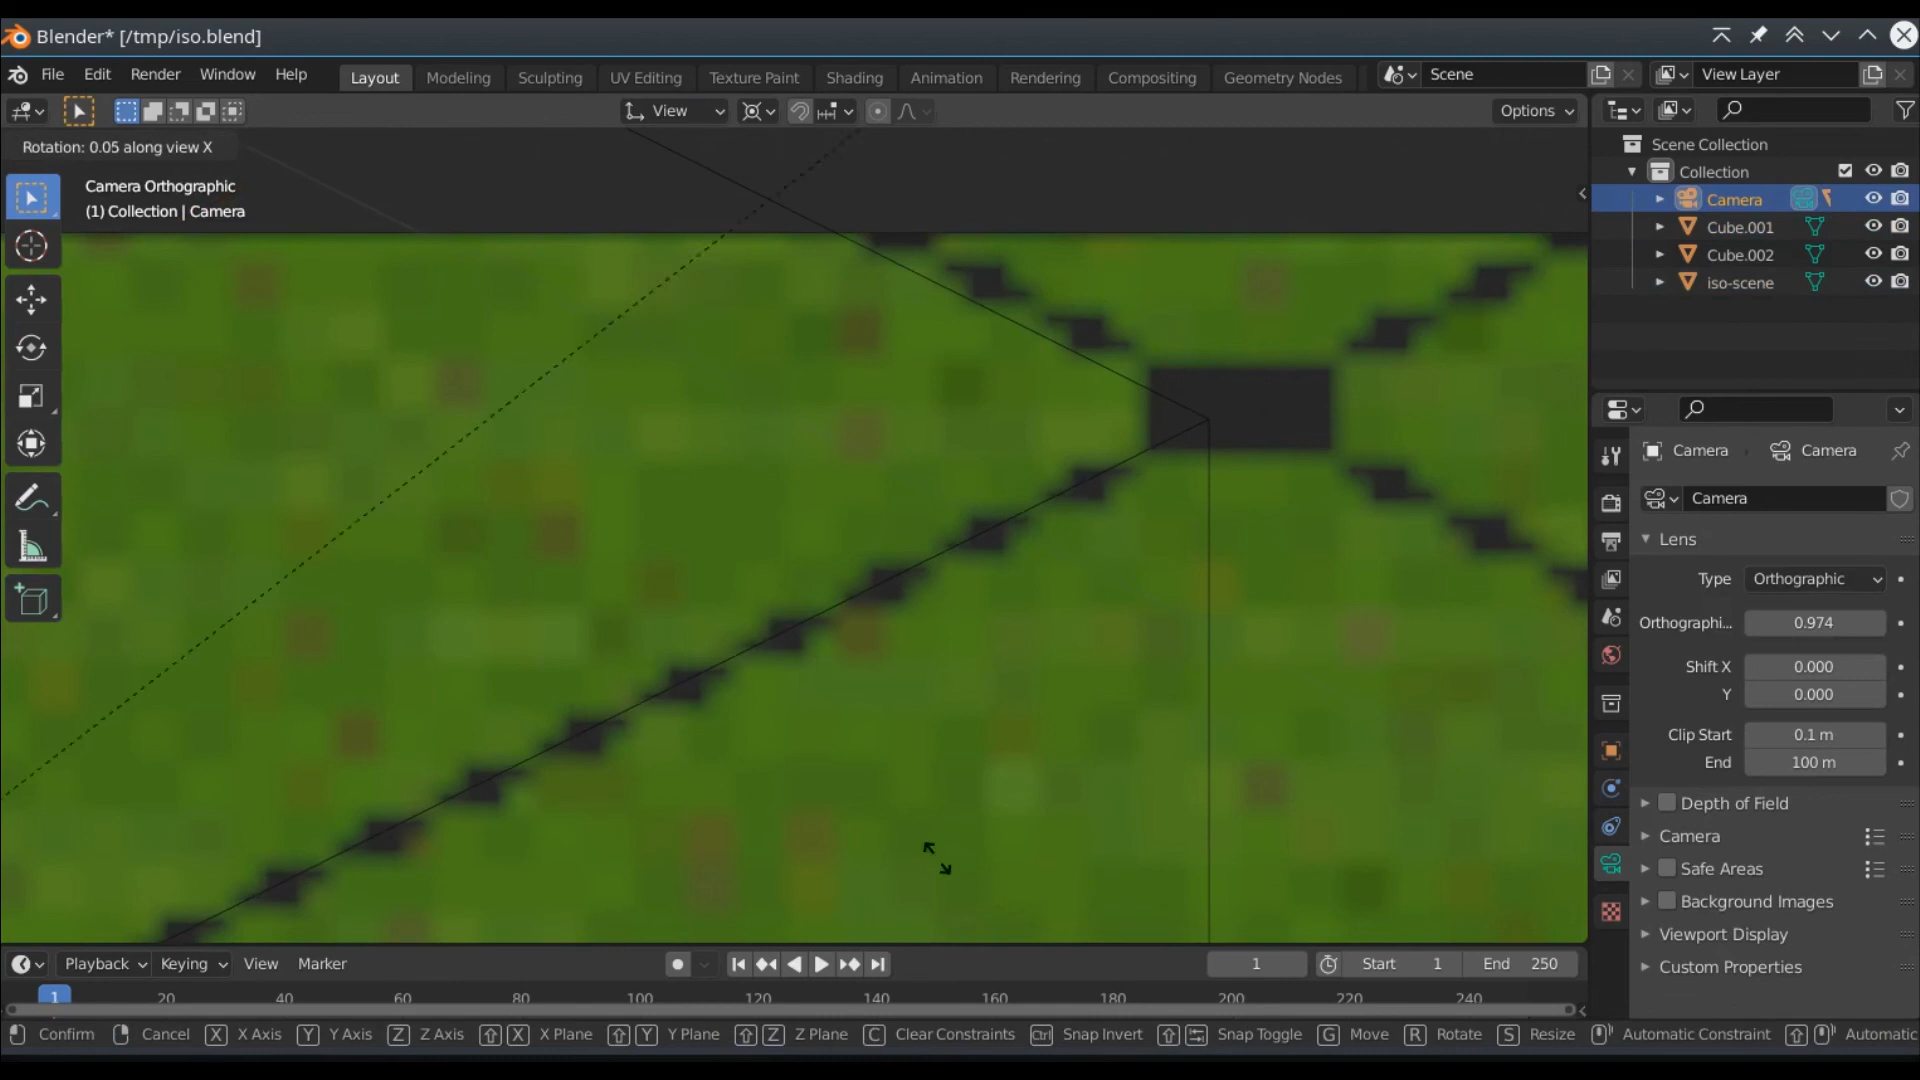 Blender* [/tmp/iso.blend]
File Edit Render Window Help Layout Modeling Sculpting UV Editing Texture Paint Shading Animation Rendering Compositing Geometry Nodes Scene View Layer
View Options
Rotation: 0.05 along view X
Camera Orthographic
(1) Collection | Camera
Scene Collection
Collection
Camera
Cube.001
Cube.002
iso-scene
Camera Camera
Camera
Lens
Type Orthographic
Orthographi... 0.974
Shift X 0.000
Y 0.000
Clip Start 0.1 m
End 100 m
Depth of Field
Camera
Safe Areas
Background Images
Viewport Display
Custom Properties
Playback Keying View Marker 1 Start 1 End 250
1 20 40 60 80 100 120 140 160 180 200 220 240
Confirm Cancel X X Axis Y Y Axis Z Z Axis X X Plane Y Y Plane Z Z Plane C Clear Constraints Ctrl Snap Invert Snap Toggle G Move R Rotate S Resize Automatic Constraint Automatic